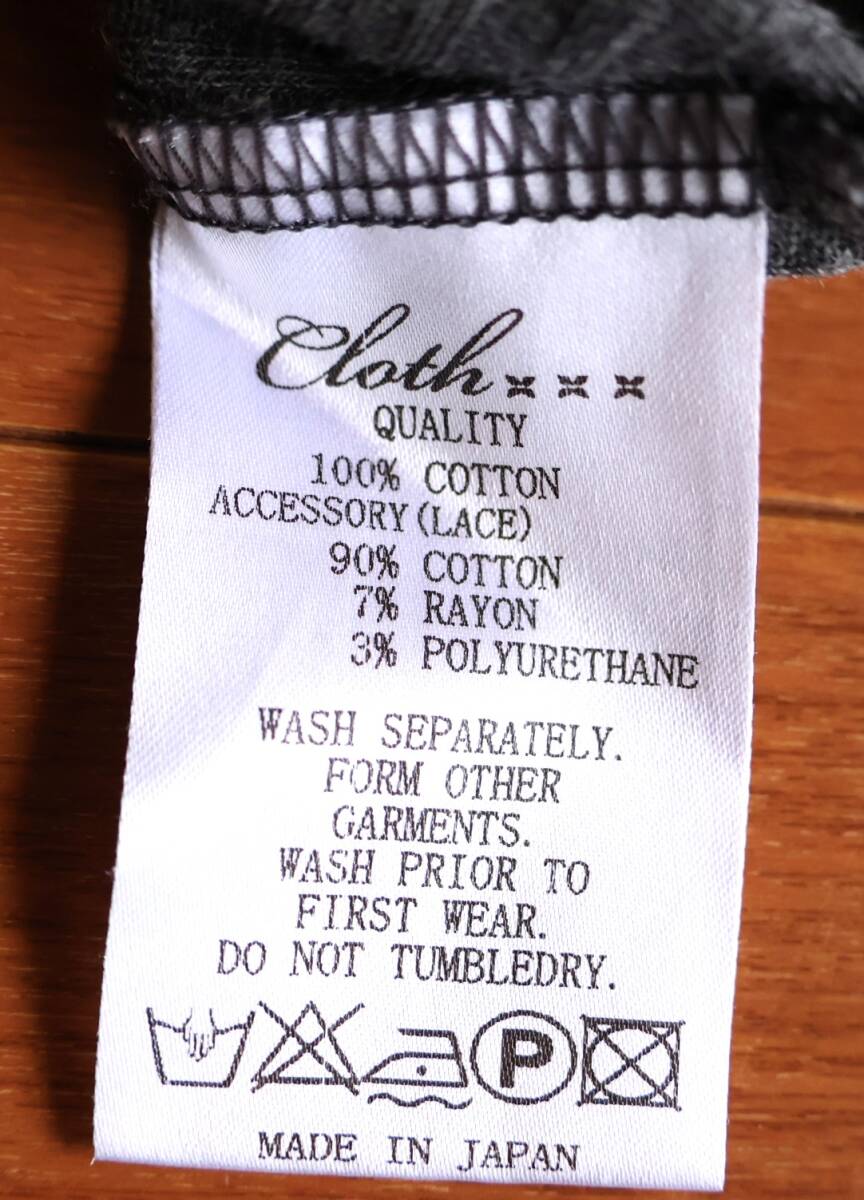 Cloth
QUALITY
100% COTTON
ACCESSORY(LACE)
90% COTTON
7% RAYON
3% POLYURETHANE
WASH SEPARATELY.
FORM OTHER
GARMENTS.
WASH PRIOR TO
FIRST WEAR.
DO NOT TUMBLEDRY.
P
MADE IN JAPAN